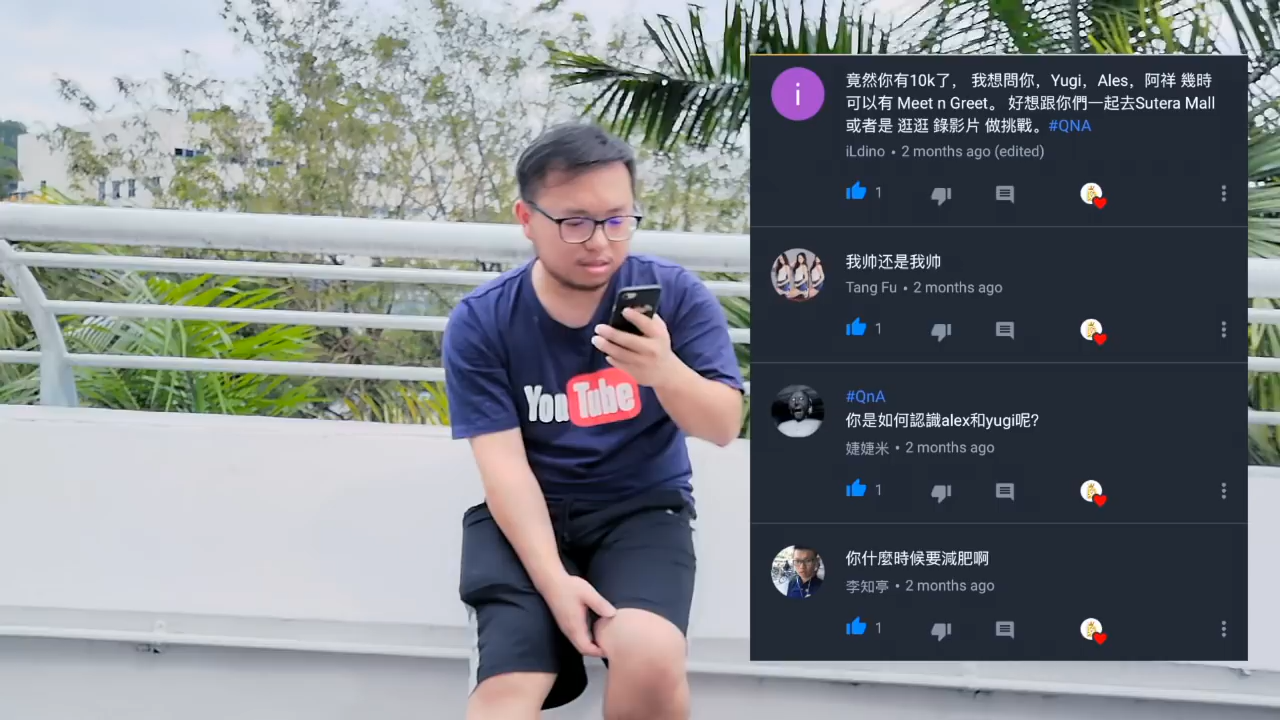 YouTube
竟然你有10k了， 我想問你，Yugi，Ales，阿祥 幾時
可以有 Meet n Greet。 好想跟你們一起去Sutera Mall
或者是 逛逛 錄影片 做挑戰。#QNA
iLdino • 2 months ago (edited)
1
我帅还是我帅
Tang Fu • 2 months ago
1
#QnA
你是如何認識alex和yugi呢?
婕婕米 • 2 months ago
1
你什麼時候要減肥啊
李知亭 • 2 months ago
1
i